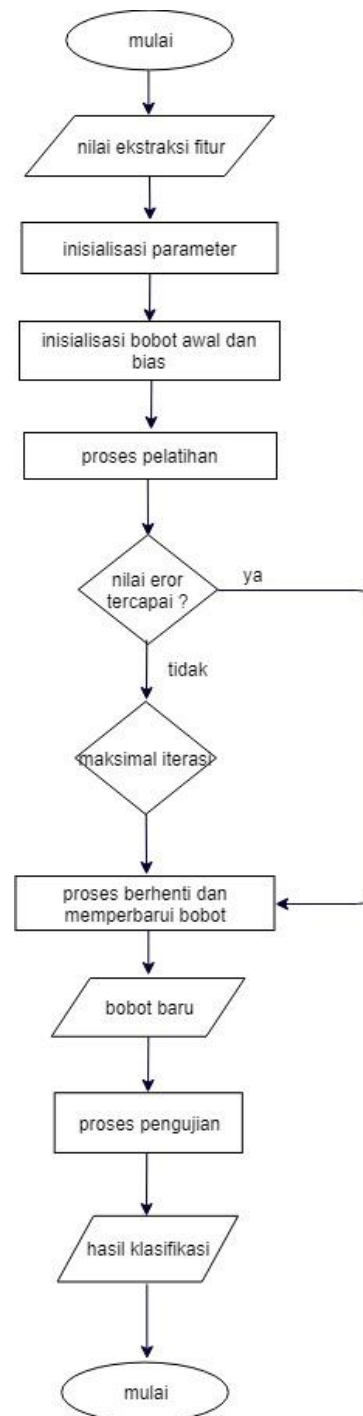 mulai
nilai ekstraksi fitur
inisialisasi parameter
inisialisasi bobot awal dan
bias
proses pelatihan
nilai eror
tercapai ?
ya
tidak
maksimal iterasi
proses berhenti dan
memperbarui bobot
bobot baru
proses pengujian
hasil klasifikasi
mulai